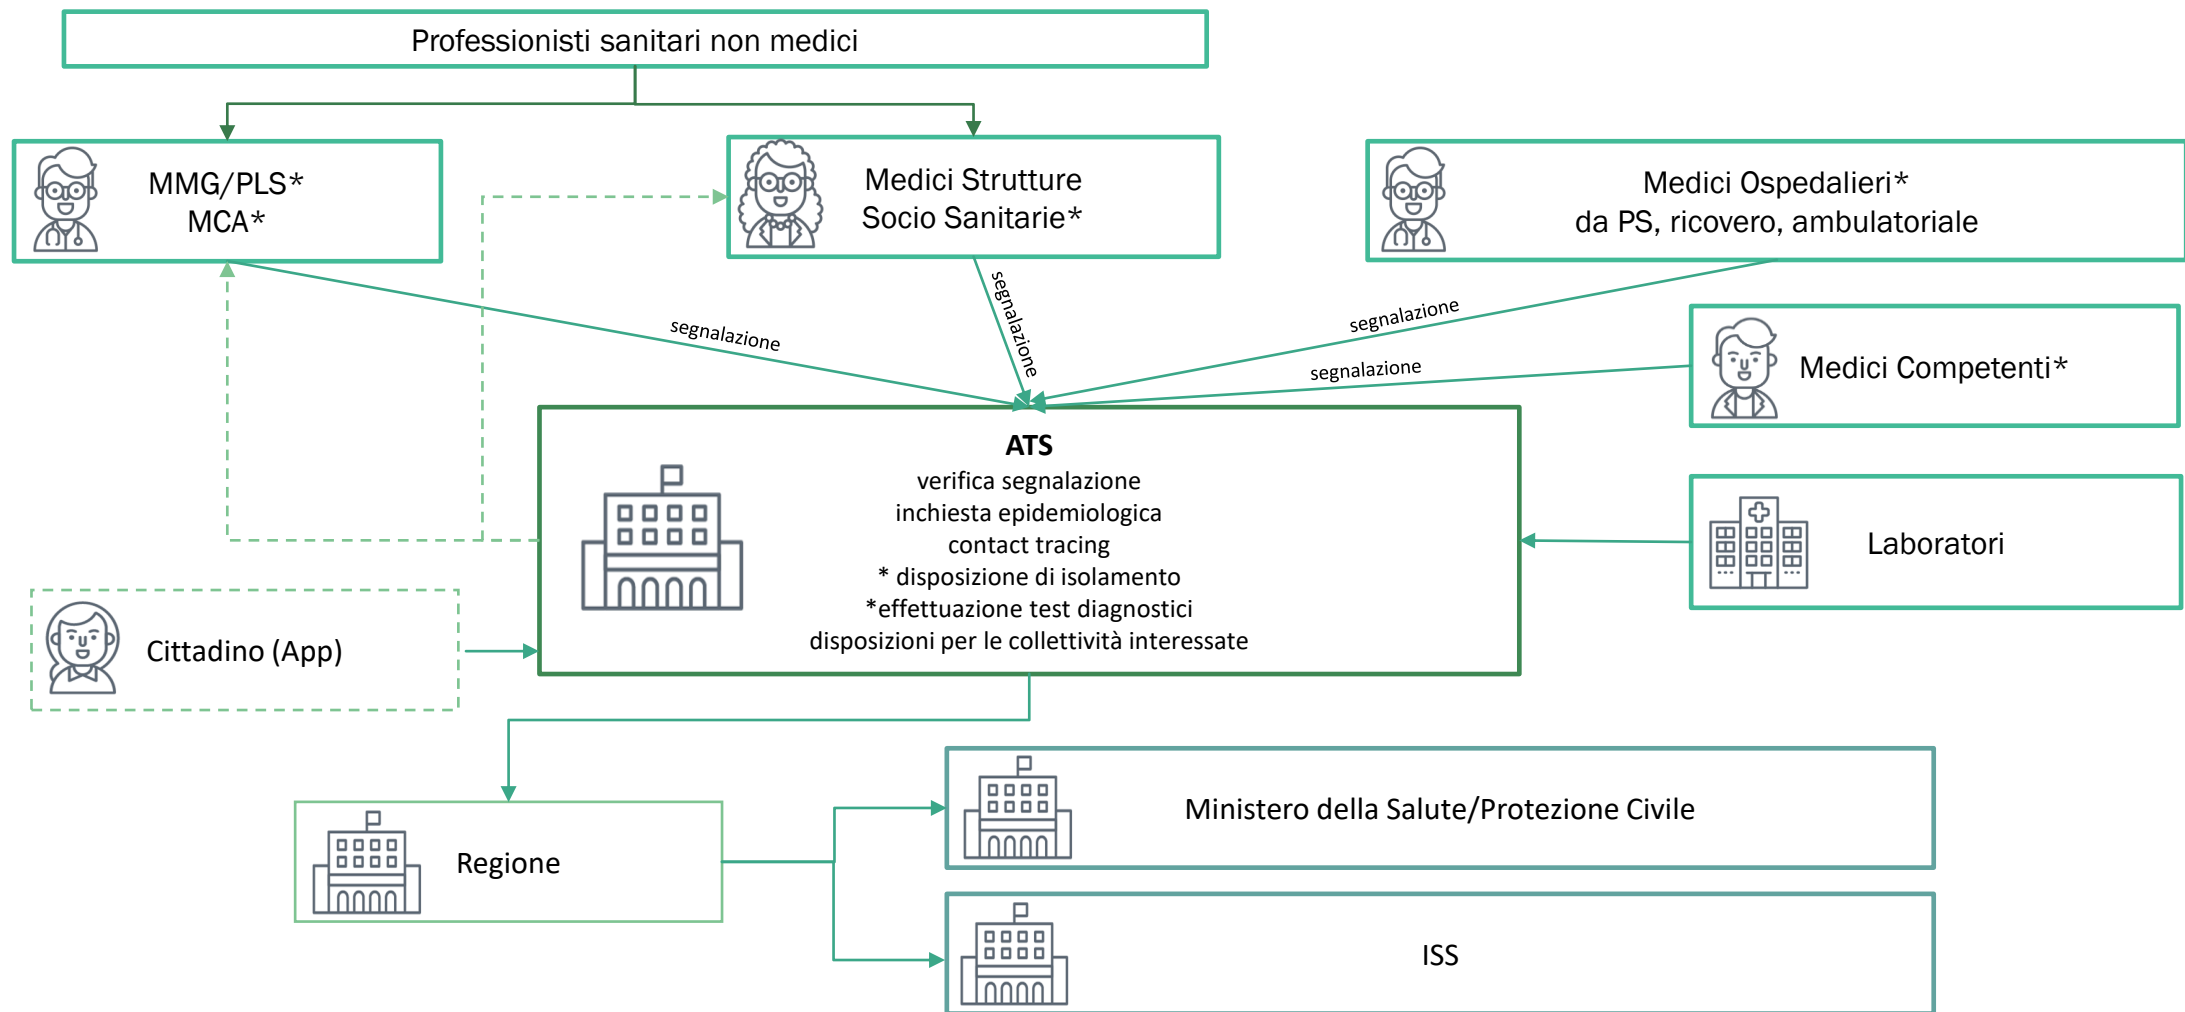 Professionisti sanitari non medici
MMG/PLS*
MCA*
Medici Strutture
Socio Sanitarie*
Medici Ospedalieri*
da PS, ricovero, ambulatoriale
segnalazione
segnalazione
segnalazione
segnalazione
Medici Competenti*
ATS
verifica segnalazione
inchiesta epidemiologica
contact tracing
* disposizione di isolamento
*effettuazione test diagnostici
disposizioni per le collettività interessate
Laboratori
Cittadino (App)
Regione
Ministero della Salute/Protezione Civile
ISS